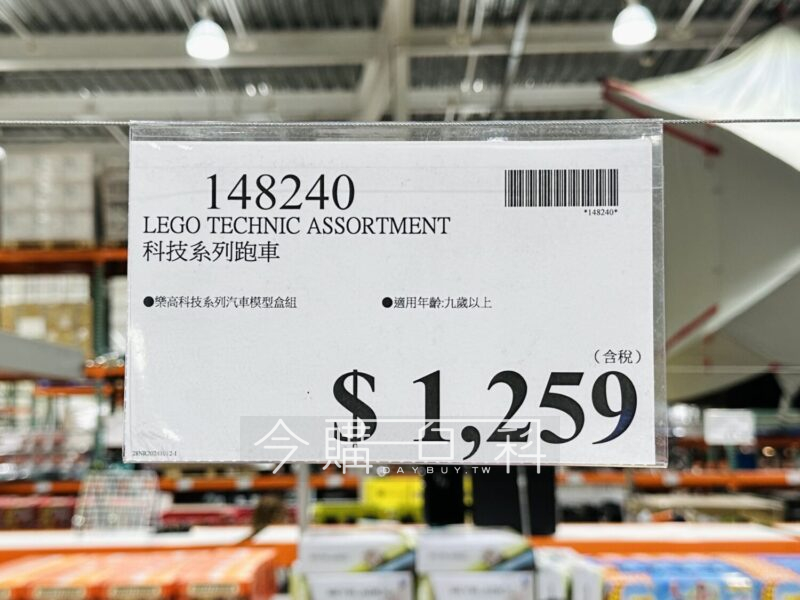 148240
*148240*
LEGO TECHNIC ASSORTMENT
科技系列跑車
●樂高科技系列汽車模型盒組
●適用年齡:九歲以上
(含稅)
$ 1,259
今購百科
DAYBUY.TW